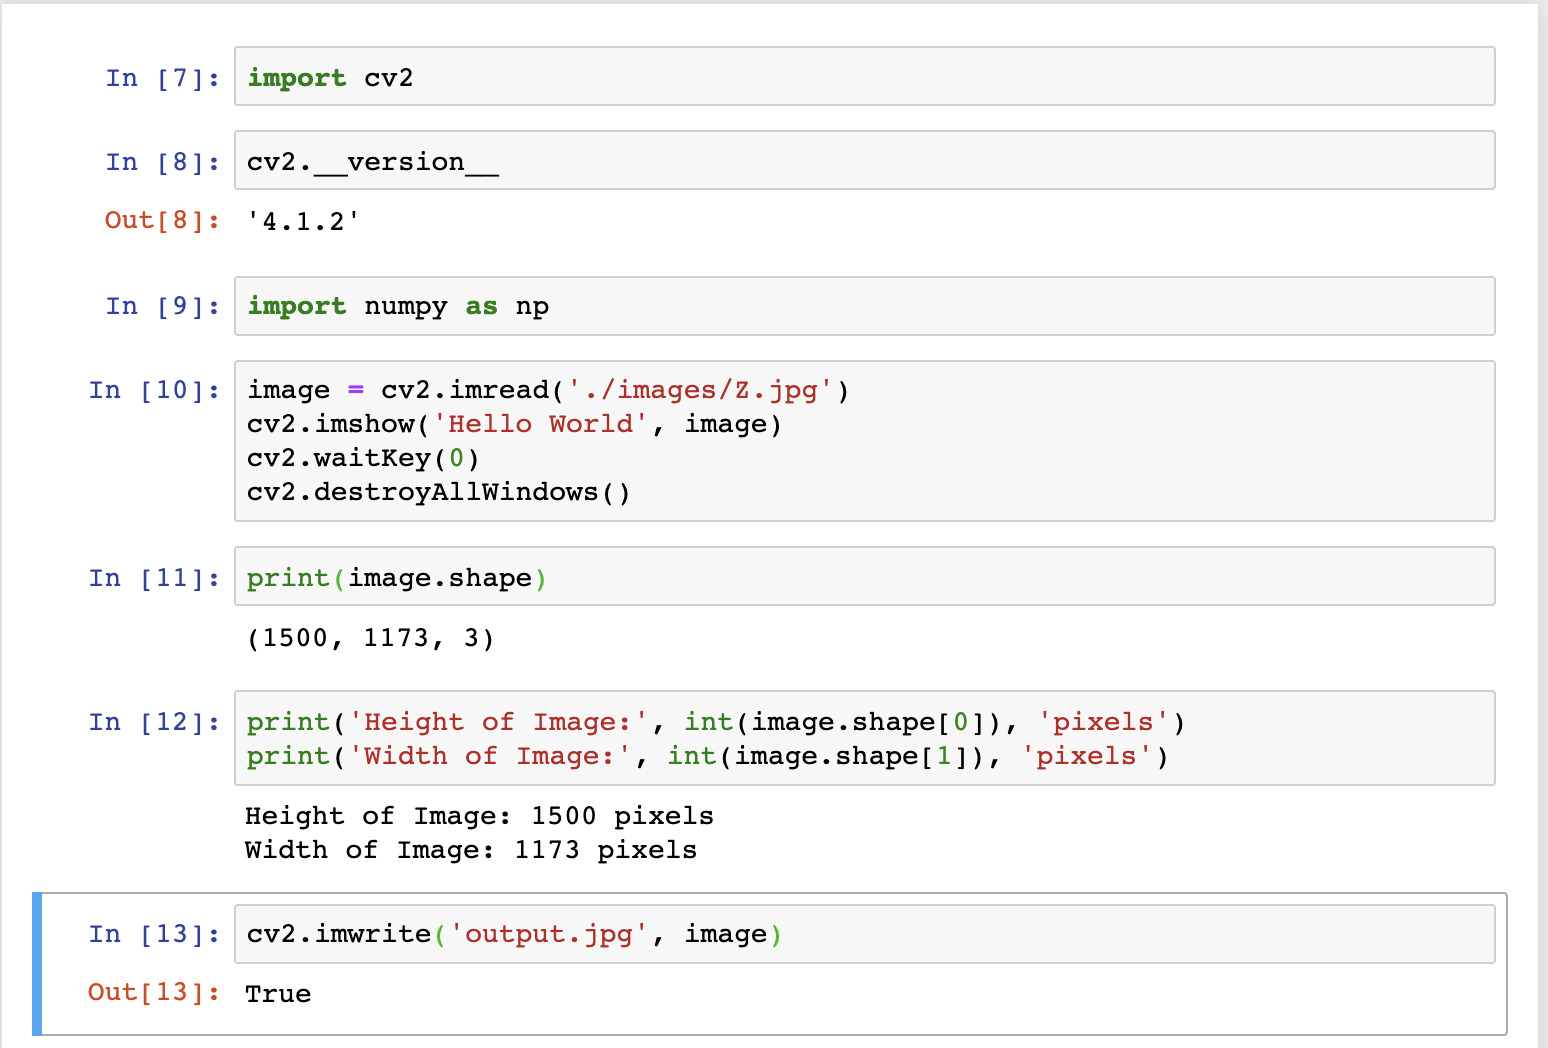 In [7]: import cv2
In [8]: cv2.__version__
Out[8]: '4.1.2'
In [9]: import numpy as np
In [10]: image = cv2.imread('./images/Z.jpg')
cv2.imshow('Hello World', image)
cv2.waitKey(0)
cv2.destroyAllWindows()
In [11]: print(image.shape)
(1500, 1173, 3)
In [12]: print('Height of Image:', int(image.shape[0]), 'pixels')
print('Width of Image:', int(image.shape[1]), 'pixels')
Height of Image: 1500 pixels
Width of Image: 1173 pixels
In [13]: cv2.imwrite('output.jpg', image)
Out[13]: True